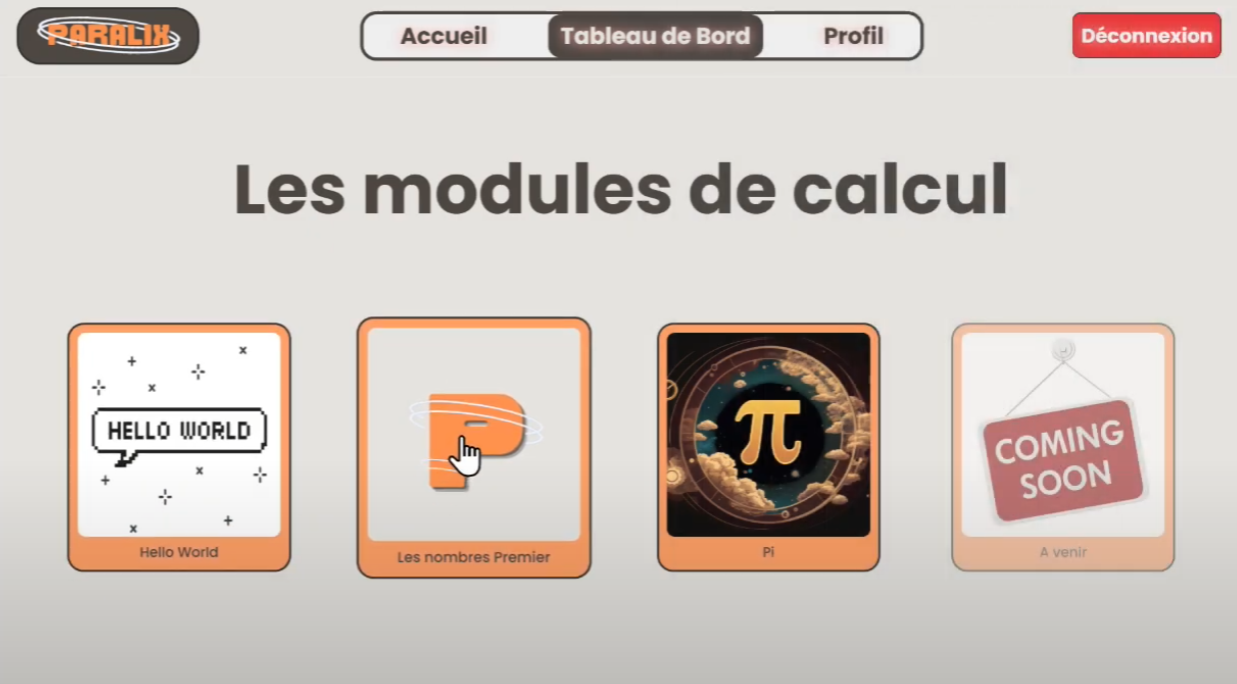 PARALIX
Accueil
Tableau de Bord
Profil
Déconnexion
Les modules de calcul
HELLO WORLD
Hello World
P
Les nombres Premier
π
Pi
COMING
SOON
A venir